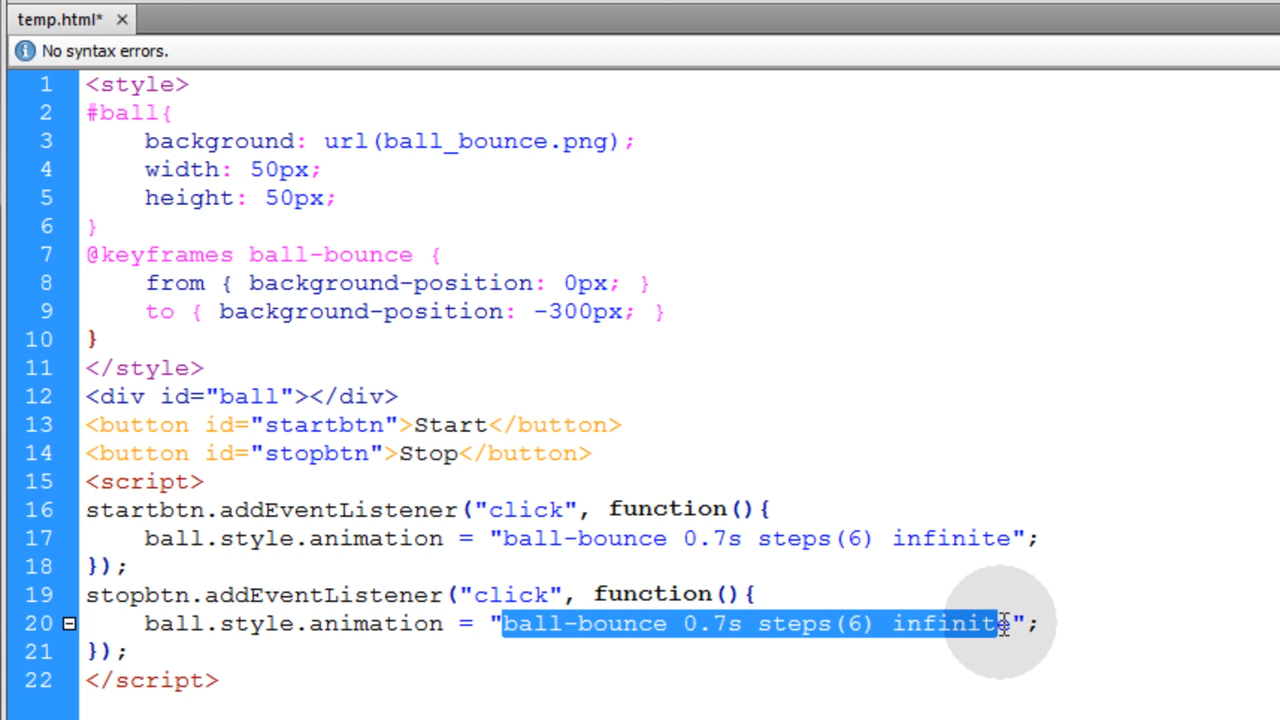 temp.html*
No syntax errors.
1 <style>
2 #ball{
3     background: url(ball_bounce.png);
4     width: 50px;
5     height: 50px;
6 }
7 @keyframes ball-bounce {
8     from { background-position: 0px; }
9     to { background-position: -300px; }
10 }
11 </style>
12 <div id="ball"></div>
13 <button id="startbtn">Start</button>
14 <button id="stopbtn">Stop</button>
15 <script>
16 startbtn.addEventListener("click", function(){
17     ball.style.animation = "ball-bounce 0.7s steps(6) infinite";
18 });
19 stopbtn.addEventListener("click", function(){
20     ball.style.animation = "ball-bounce 0.7s steps(6) infinite";
21 });
22 </script>